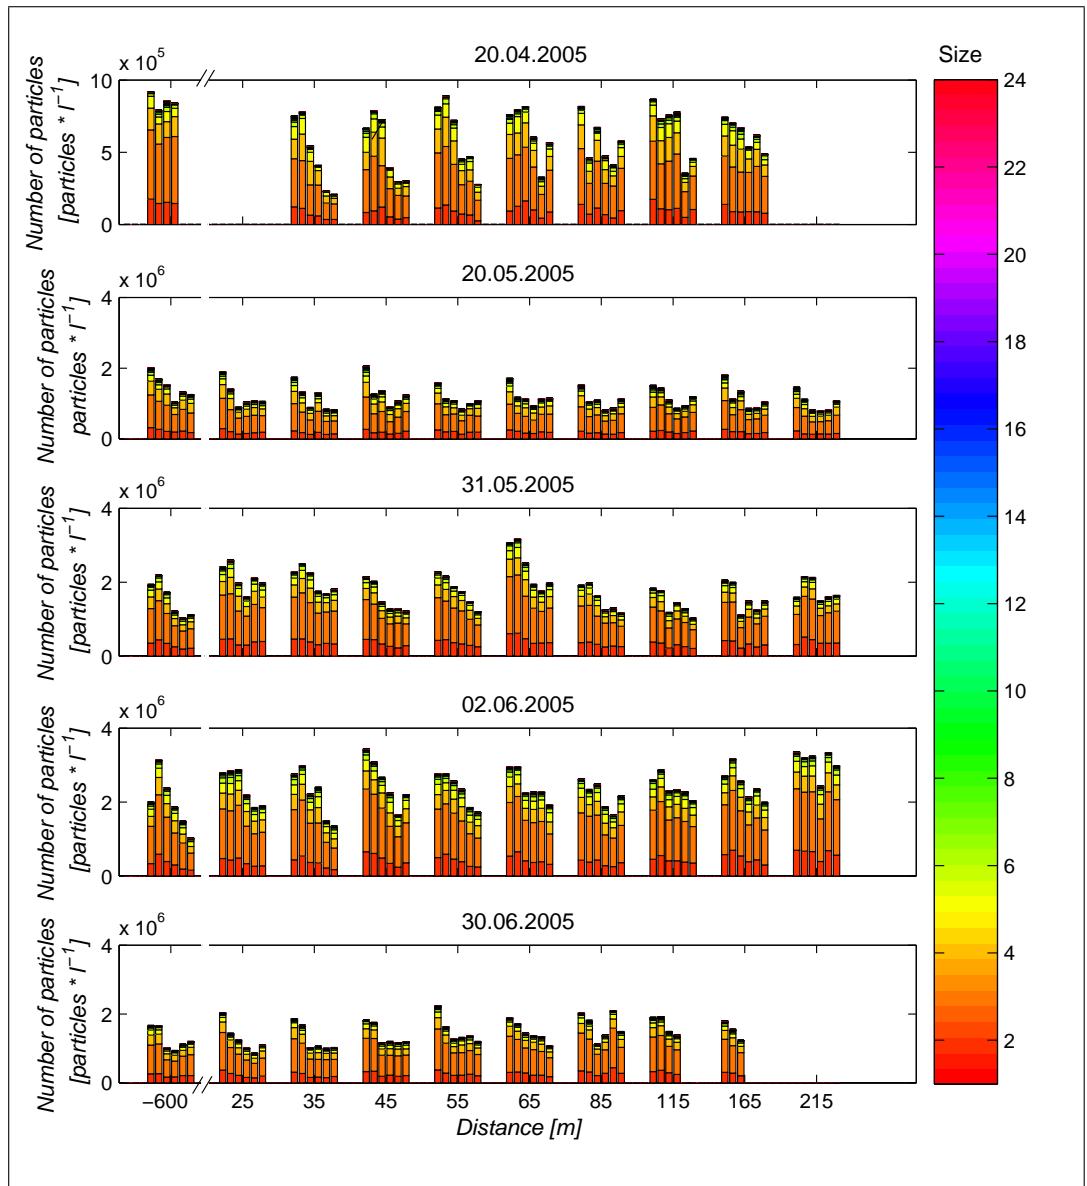 20.04.2005
Size
x 10^5
Number of particles
[particles * l^−1]
10
5
0
20.05.2005
x 10^6
Number of particles
particles * l^−1]
4
2
0
31.05.2005
x 10^6
Number of particles
[particles * l^−1]
4
2
0
02.06.2005
x 10^6
Number of particles
[particles * l^−1]
4
2
0
30.06.2005
x 10^6
Number of particles
[particles * l^−1]
4
2
0
−600 25 35 45 55 65 85 115 165 215
Distance [m]
24
22
20
18
16
14
12
10
8
6
4
2